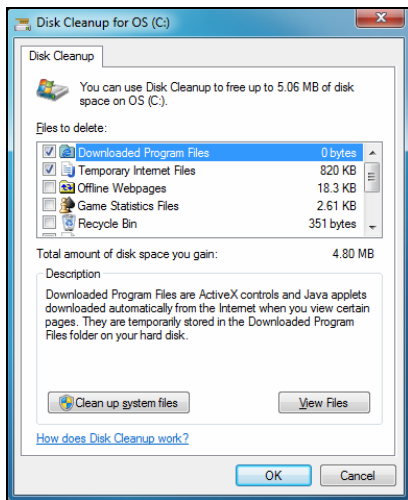 Disk Cleanup for OS (C:)
Disk Cleanup
You can use Disk Cleanup to free up to 5.06 MB of disk
space on OS (C:).
Files to delete:
Downloaded Program Files 0 bytes
Temporary Internet Files 820 KB
Offline Webpages 18.3 KB
Game Statistics Files 2.61 KB
Recycle Bin 351 bytes
Total amount of disk space you gain: 4.80 MB
Description
Downloaded Program Files are ActiveX controls and Java applets
downloaded automatically from the Internet when you view certain
pages. They are temporarily stored in the Downloaded Program
Files folder on your hard disk.
Clean up system files View Files
How does Disk Cleanup work?
OK Cancel